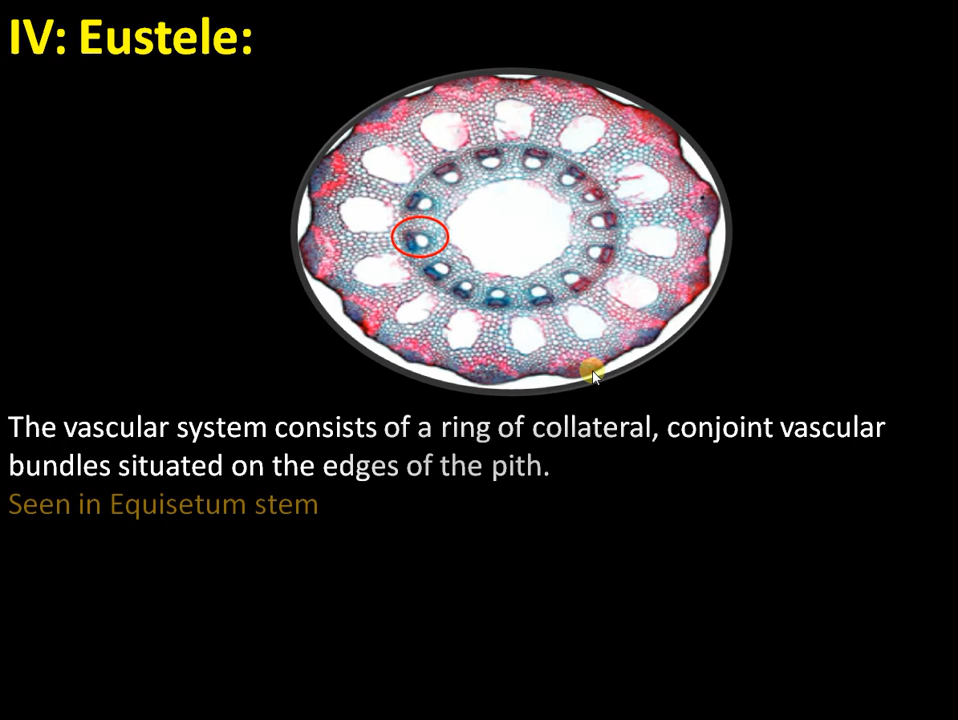 IV: Eustele:
The vascular system consists of a ring of collateral, conjoint vascular
bundles situated on the edges of the pith.
Seen in Equisetum stem